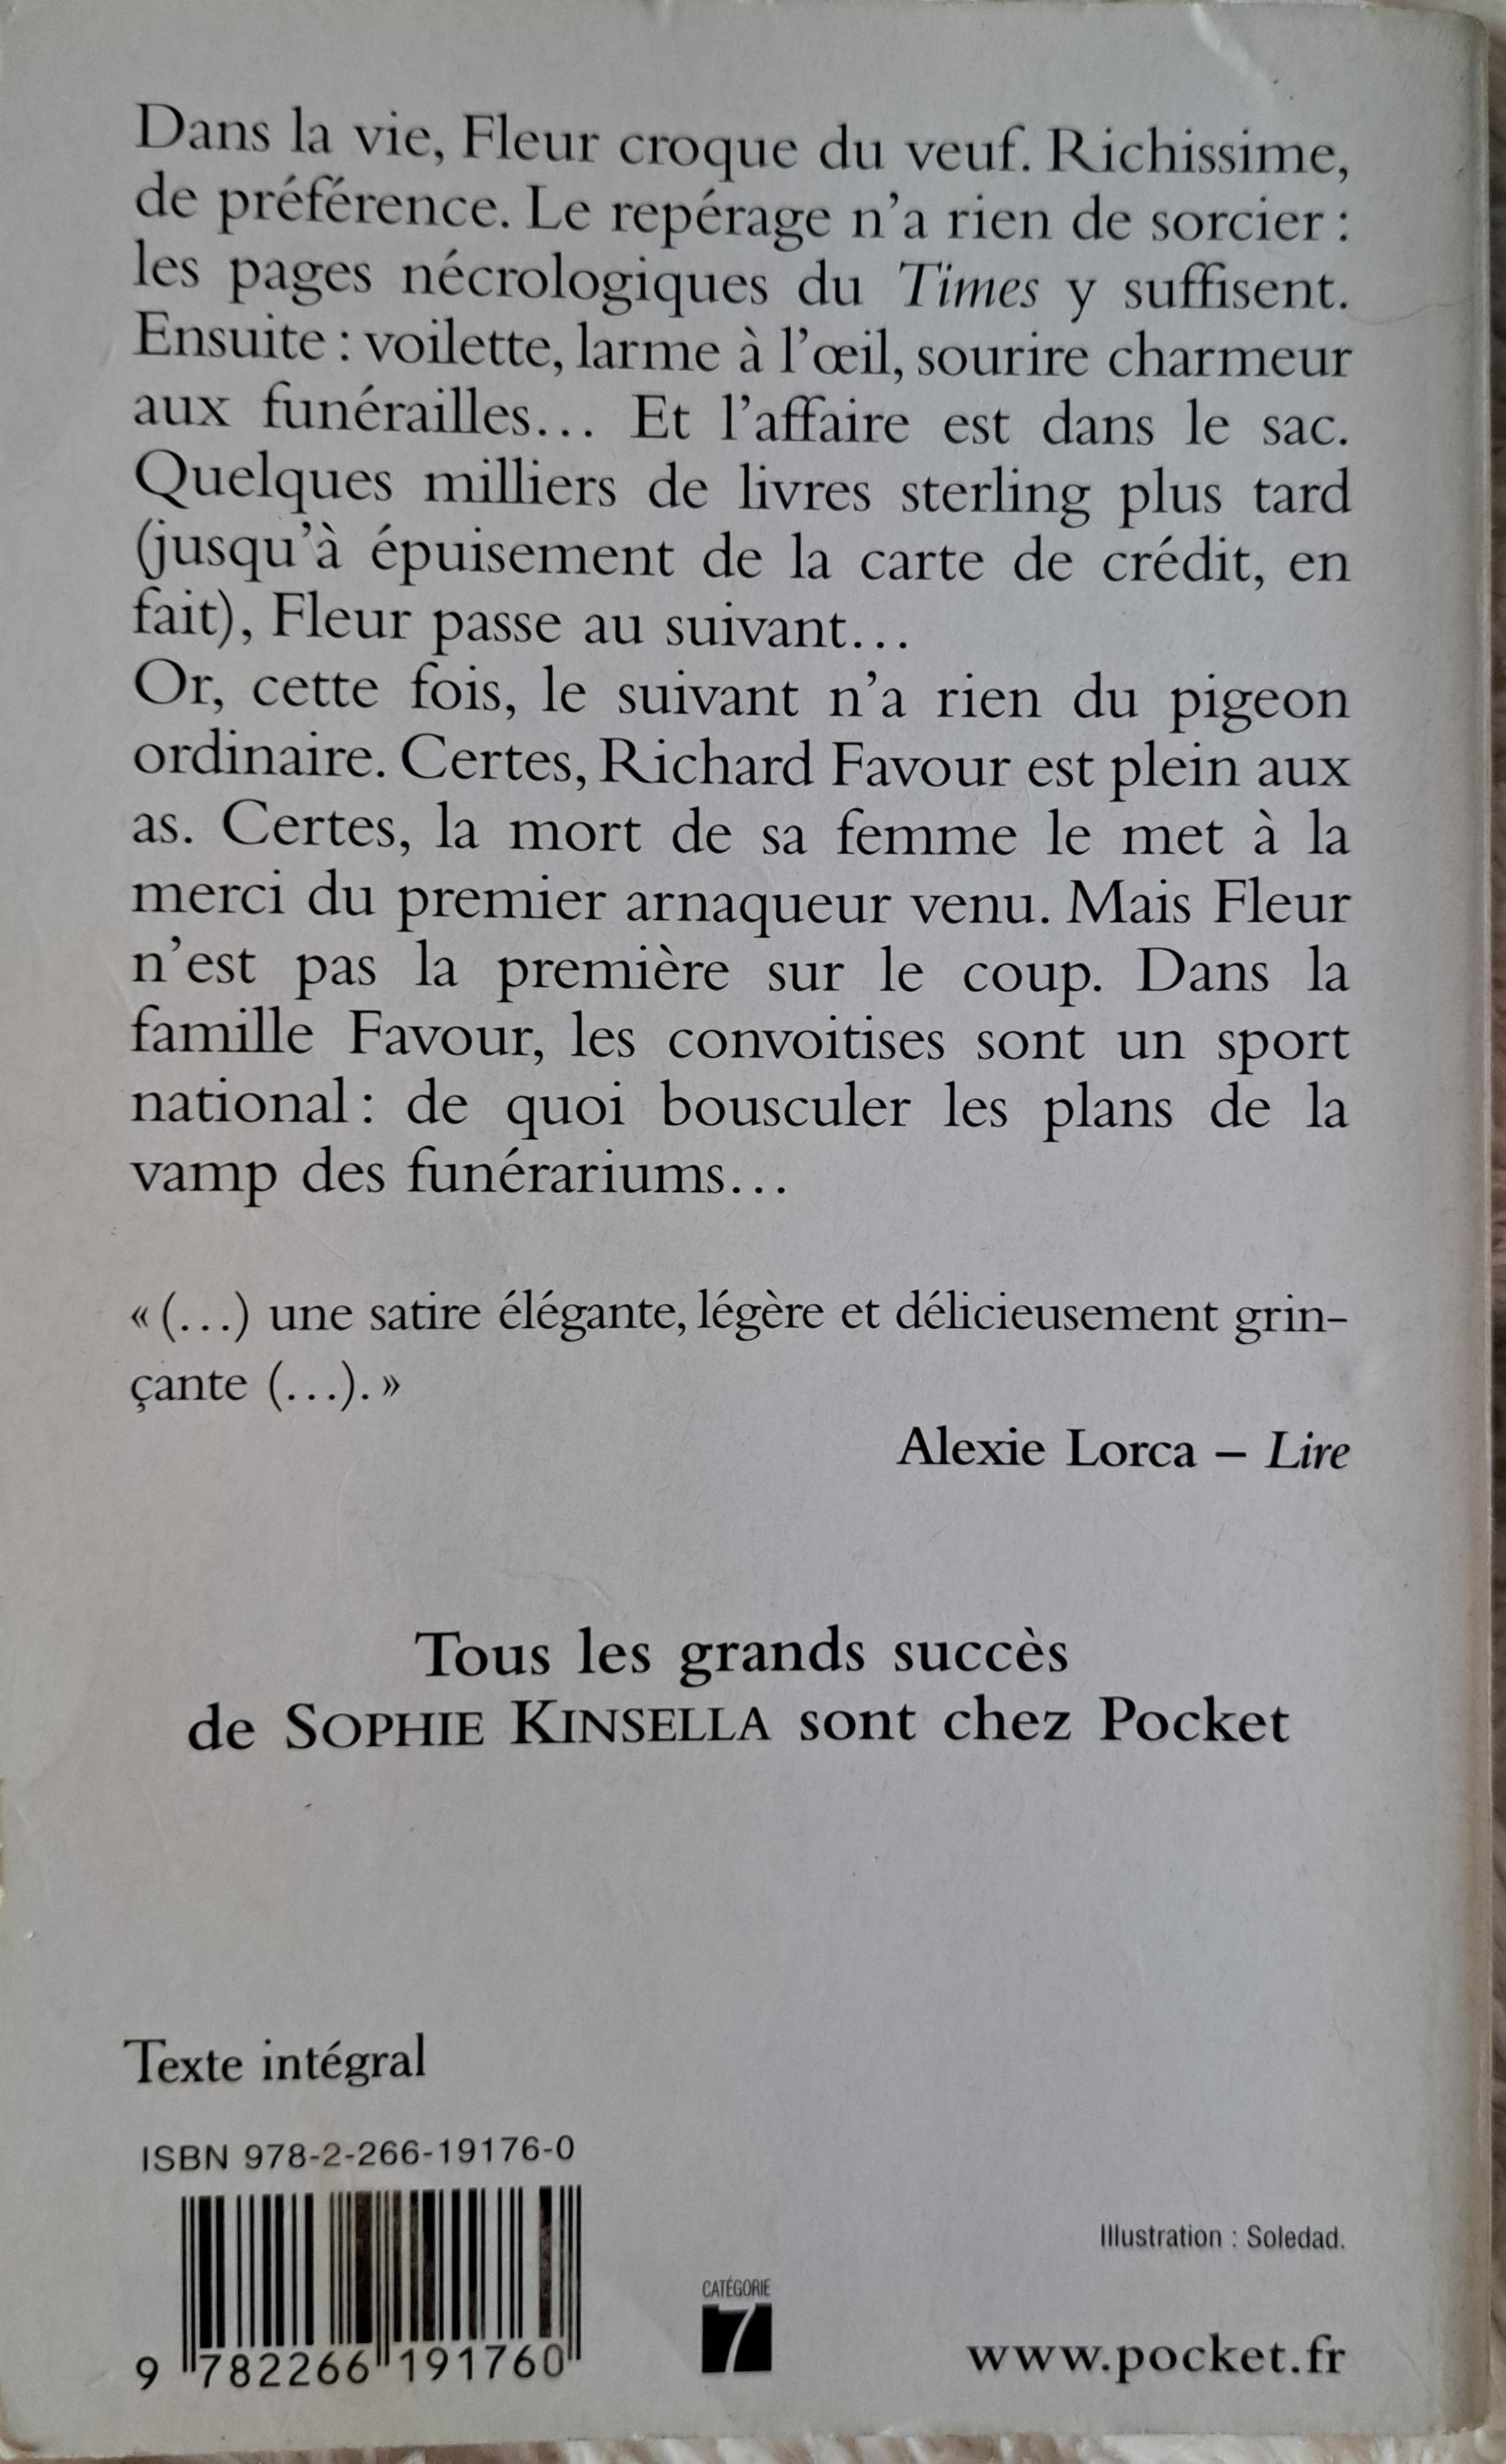 Dans la vie, Fleur croque du veuf. Richissime,
de préférence. Le repérage n'a rien de sorcier :
les pages nécrologiques du Times y suffisent.
Ensuite : voilette, larme à l'œil, sourire charmeur
aux funérailles... Et l'affaire est dans le sac.
Quelques milliers de livres sterling plus tard
(jusqu'à épuisement de la carte de crédit, en
fait), Fleur passe au suivant...
Or, cette fois, le suivant n'a rien du pigeon
ordinaire. Certes, Richard Favour est plein aux
as. Certes, la mort de sa femme le met à la
merci du premier arnaqueur venu. Mais Fleur
n'est pas la première sur le coup. Dans la
famille Favour, les convoitises sont un sport
national : de quoi bousculer les plans de la
vamp des funérariums...
« (...) une satire élégante, légère et délicieusement grin-
çante (...). »
Alexie Lorca – Lire
Tous les grands succès
de SOPHIE KINSELLA sont chez Pocket
Texte intégral
ISBN 978-2-266-19176-0
9 782266 191760
CATÉGORIE
7
Illustration : Soledad.
www.pocket.fr